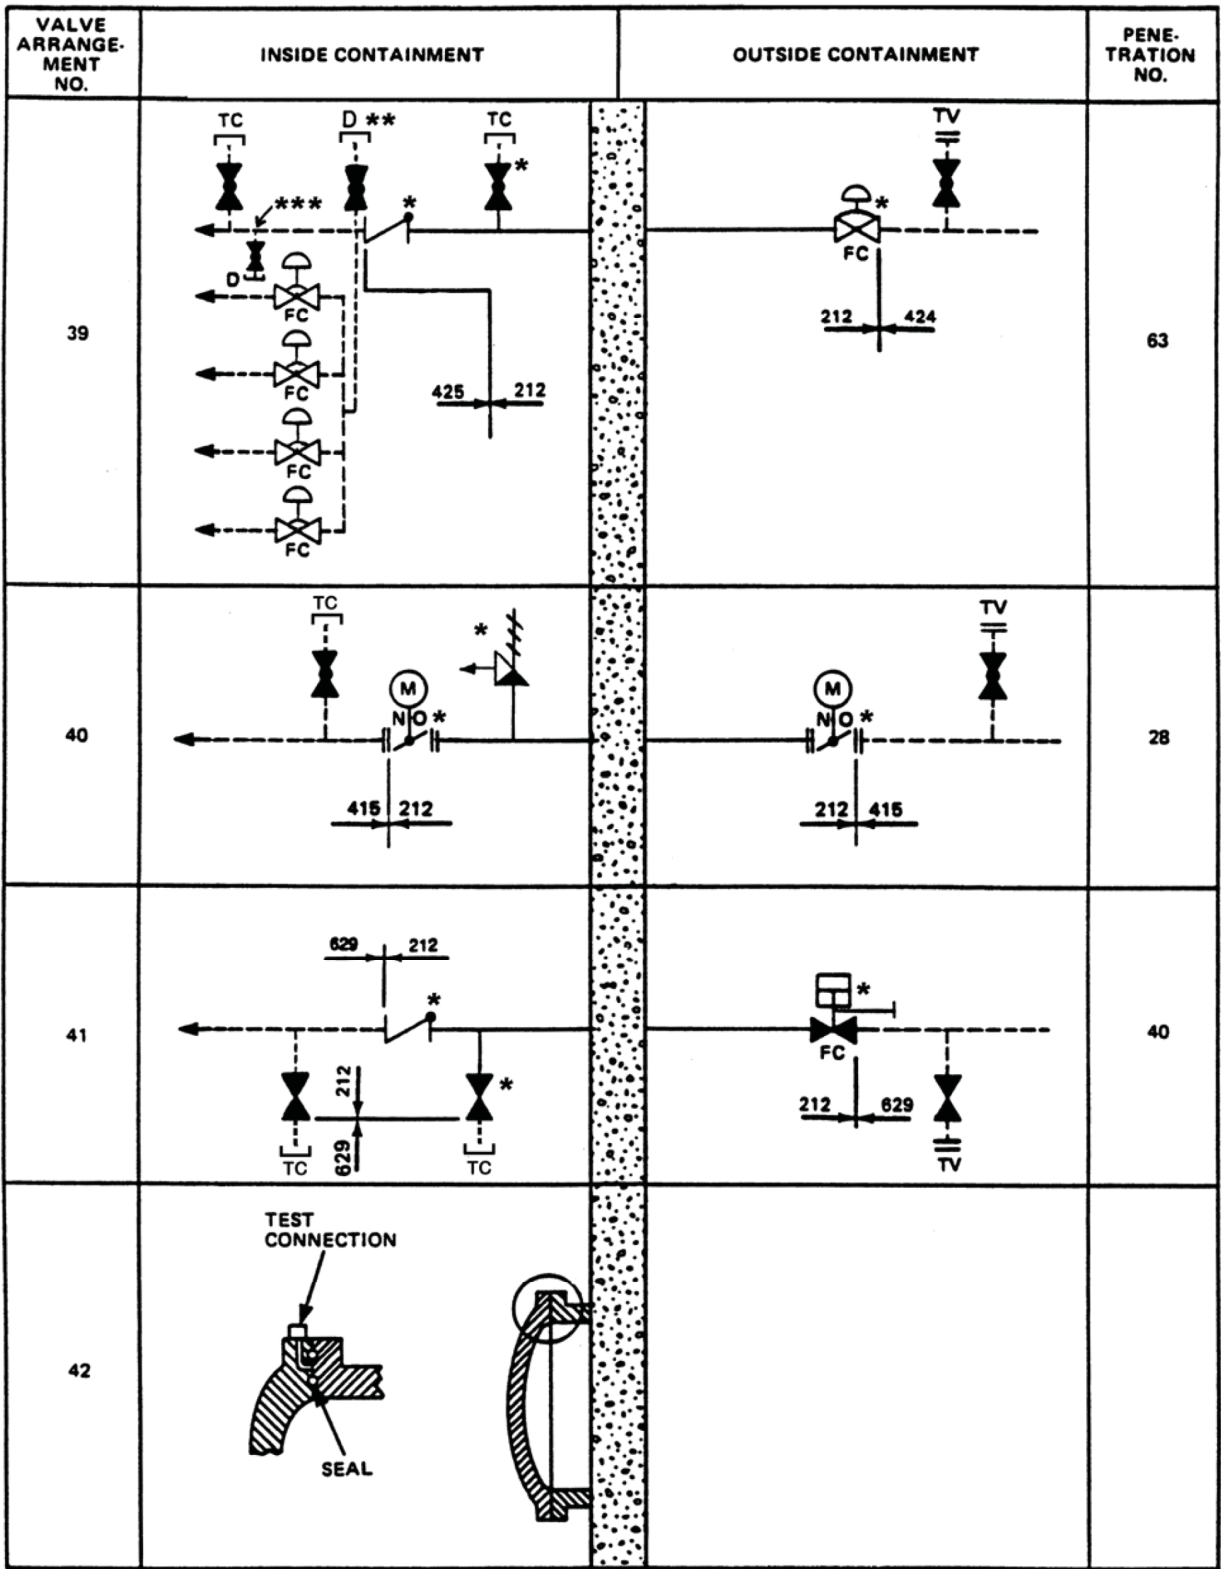 VALVE
ARRANGE-
MENT
NO.
INSIDE CONTAINMENT
OUTSIDE CONTAINMENT
PENE-
TRATION
NO.
39
TC
D **
TC
*
***
*
D
FC
FC
FC
FC
425 212
TV
*
FC
212 424
63
40
TC
*
M
NO *
415 212
TV
M
NO *
212 415
28
41
629 212
*
*
212
629
TC
TC
*
FC
212 629
TV
40
42
TEST
CONNECTION
SEAL